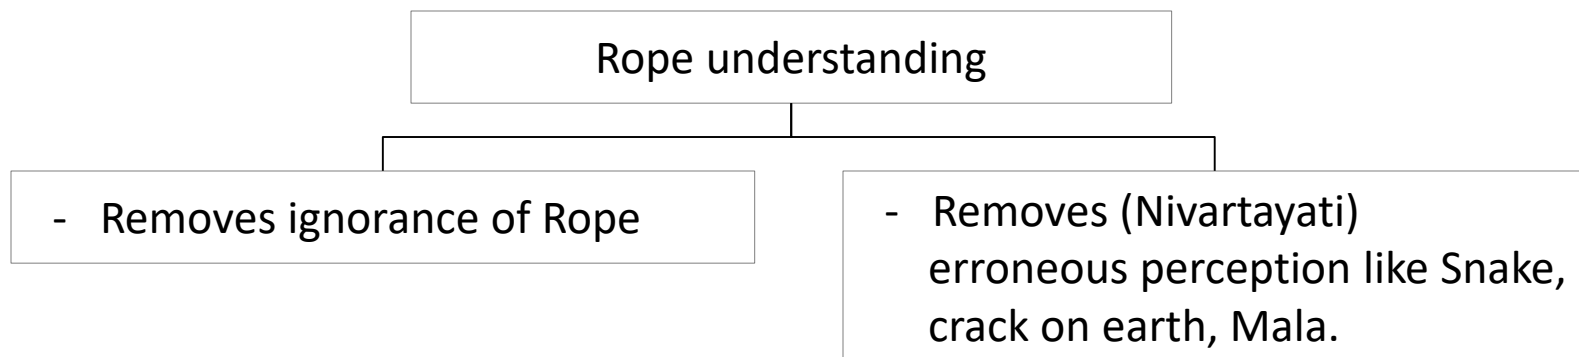 Rope understanding
- Removes ignorance of Rope
- Removes (Nivartayati)
erroneous perception like Snake,
crack on earth, Mala.